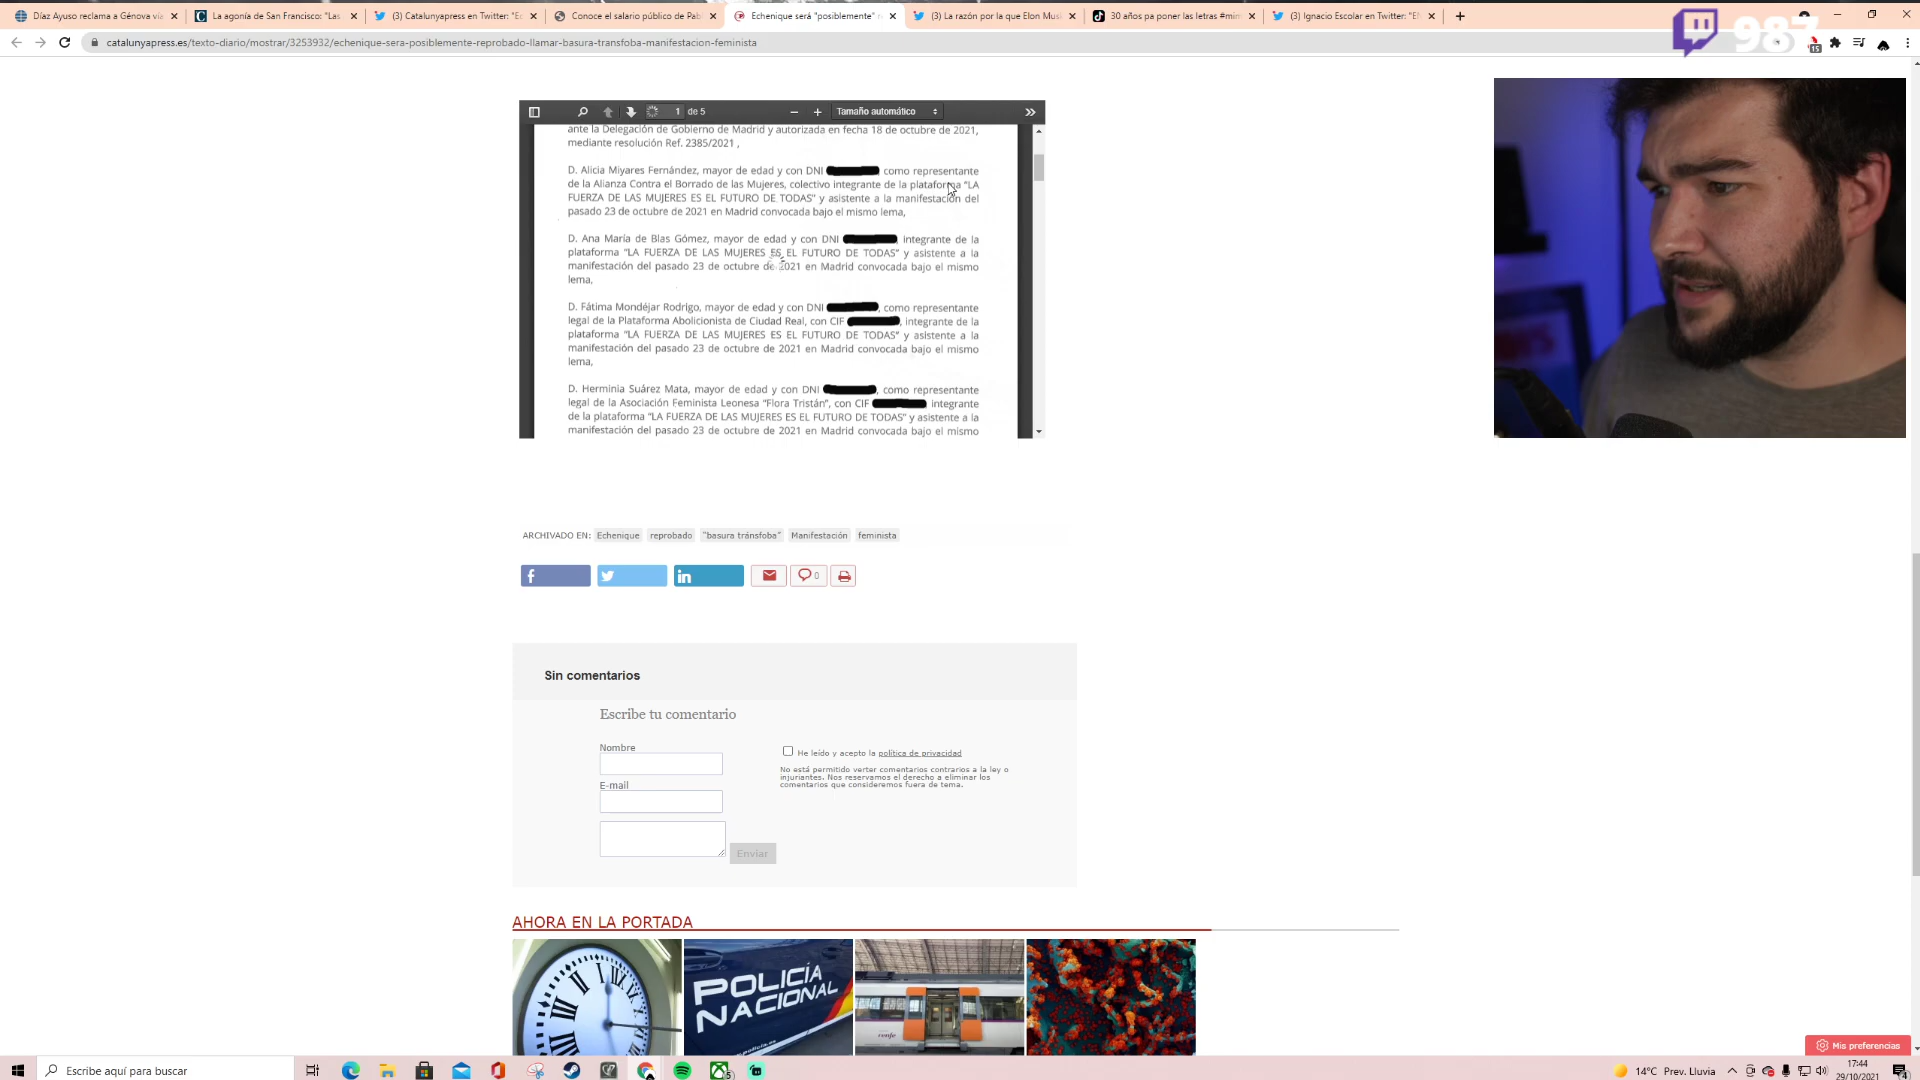 Díaz Ayuso reclama a Génova vía
La agonía de San Francisco: "Las
(3) Catalunyapress en Twitter: "Ec
Conoce el salario público de Pab
Echenique será "posiblemente" r
(3) La razón por la que Elon Mus
30 años pa poner las letras #mim
(3) Ignacio Escolar en Twitter: "El
catalunyapress.es/texto-diario/mostrar/3253932/echenique-sera-posiblemente-reprobado-llamar-basura-transfoba-manifestacion-feminista
987
15
1 de 5
Tamaño automático
ante la Delegación de Gobierno de Madrid y autorizada en fecha 18 de octubre de 2021,
mediante resolución Ref. 2385/2021 ,
D. Alicia Miyares Fernández, mayor de edad y con DNI , como representante
de la Alianza Contra el Borrado de las Mujeres, colectivo integrante de la plataforma "LA
FUERZA DE LAS MUJERES ES EL FUTURO DE TODAS" y asistente a la manifestación del
pasado 23 de octubre de 2021 en Madrid convocada bajo el mismo lema,
D. Ana María de Blas Gómez, mayor de edad y con DNI , integrante de la
plataforma "LA FUERZA DE LAS MUJERES ES EL FUTURO DE TODAS" y asistente a la
manifestación del pasado 23 de octubre de 2021 en Madrid convocada bajo el mismo
lema,
D. Fátima Mondéjar Rodrigo, mayor de edad y con DNI , como representante
legal de la Plataforma Abolicionista de Ciudad Real, con CIF , integrante de la
plataforma "LA FUERZA DE LAS MUJERES ES EL FUTURO DE TODAS" y asistente a la
manifestación del pasado 23 de octubre de 2021 en Madrid convocada bajo el mismo
lema,
D. Herminia Suárez Mata, mayor de edad y con DNI , como representante
legal de la Asociación Feminista Leonesa "Flora Tristán", con CIF integrante
de la plataforma "LA FUERZA DE LAS MUJERES ES EL FUTURO DE TODAS" y asistente a la
manifestación del pasado 23 de octubre de 2021 en Madrid convocada bajo el mismo
ARCHIVADO EN: Echenique reprobado "basura tránsfoba" Manifestación feminista
0
Sin comentarios
Escribe tu comentario
Nombre
He leído y acepto la política de privacidad
No está permitido verter comentarios contrarios a la ley o
injuriantes. Nos reservamos el derecho a eliminar los
comentarios que consideremos fuera de tema.
E-mail
Enviar
AHORA EN LA PORTADA
POLICÍA
NACIONAL
www.policia.es
renfe
Mis preferencias
Escribe aquí para buscar
14°C Prev. Lluvia
17:44
29/10/2021
4